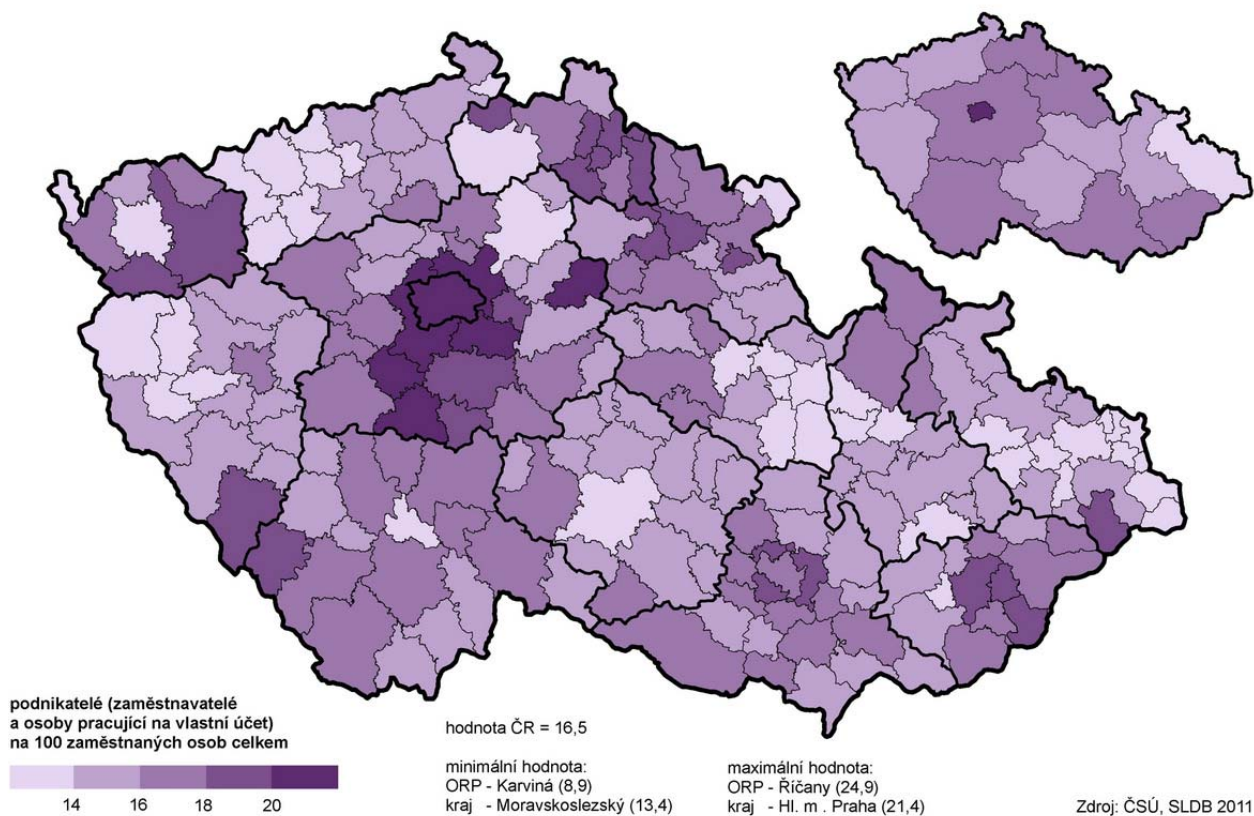 podnikatelé (zaměstnavatelé
a osoby pracující na vlastní účet)
na 100 zaměstnaných osob celkem
14 16 18 20
hodnota ČR = 16,5
minimální hodnota:
ORP - Karviná (8,9)
kraj - Moravskoslezský (13,4)
maximální hodnota:
ORP - Říčany (24,9)
kraj - Hl. m . Praha (21,4)
Zdroj: ČSÚ, SLDB 2011